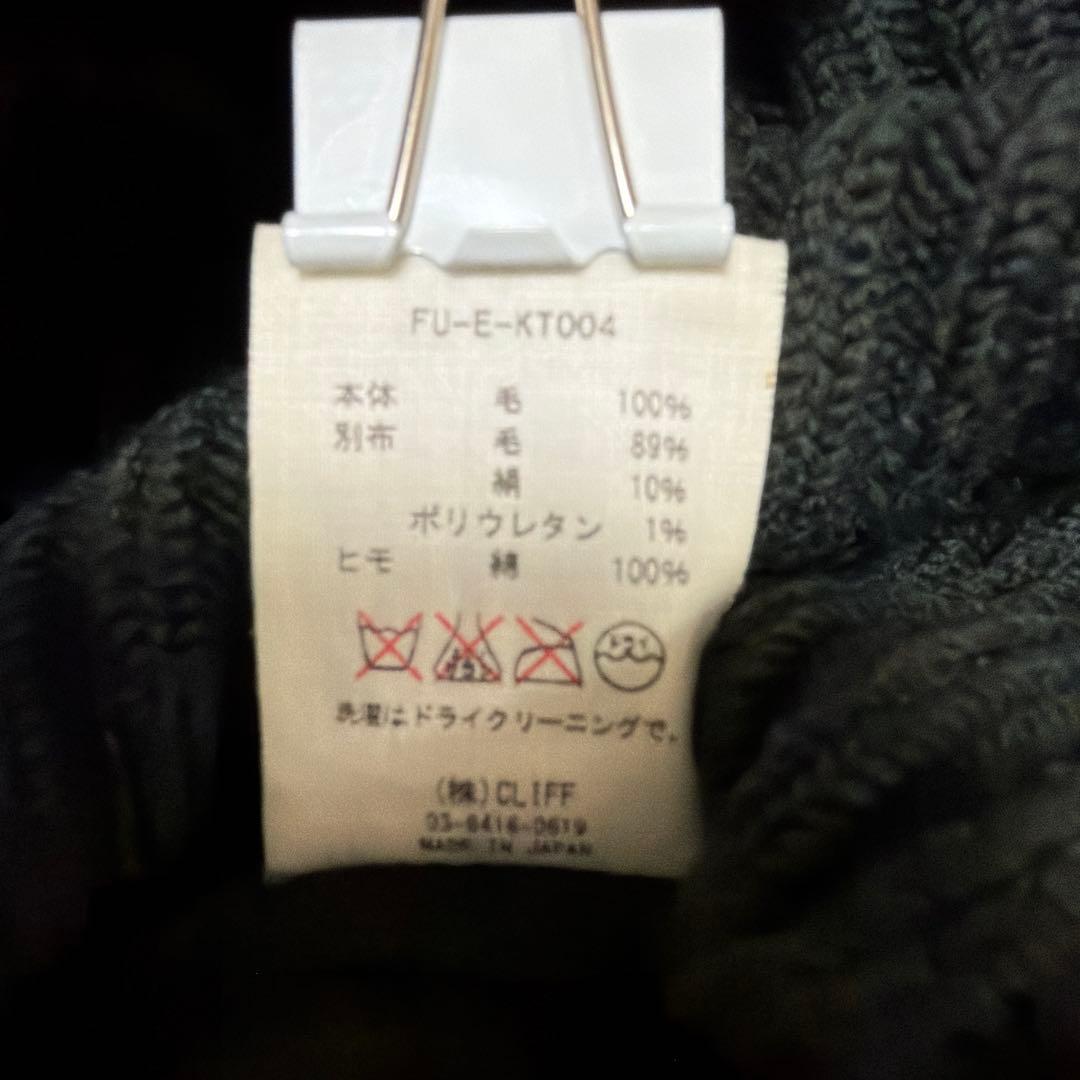 FU-E-KT004
本体 毛 100%
別布 毛 89%
絹 10%
ポリウレタン 1%
ヒモ 綿 100%
洗濯はドライクリーニングで。
(株)CLIFF
03-6416-0619
MADE IN JAPAN